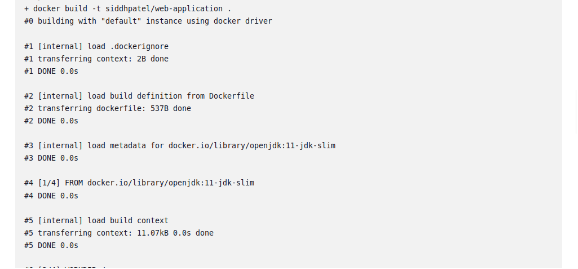 + docker build -t siddhpatel/web-application .
#0 building with "default" instance using docker driver
#1 [internal] load .dockerignore
#1 transferring context: 2B done
#1 DONE 0.0s
#2 [internal] load build definition from Dockerfile
#2 transferring dockerfile: 537B done
#2 DONE 0.0s
#3 [internal] load metadata for docker.io/library/openjdk:11-jdk-slim
#3 DONE 0.0s
#4 [1/4] FROM docker.io/library/openjdk:11-jdk-slim
#4 DONE 0.0s
#5 [internal] load build context
#5 transferring context: 11.07kB 0.0s done
#5 DONE 0.0s